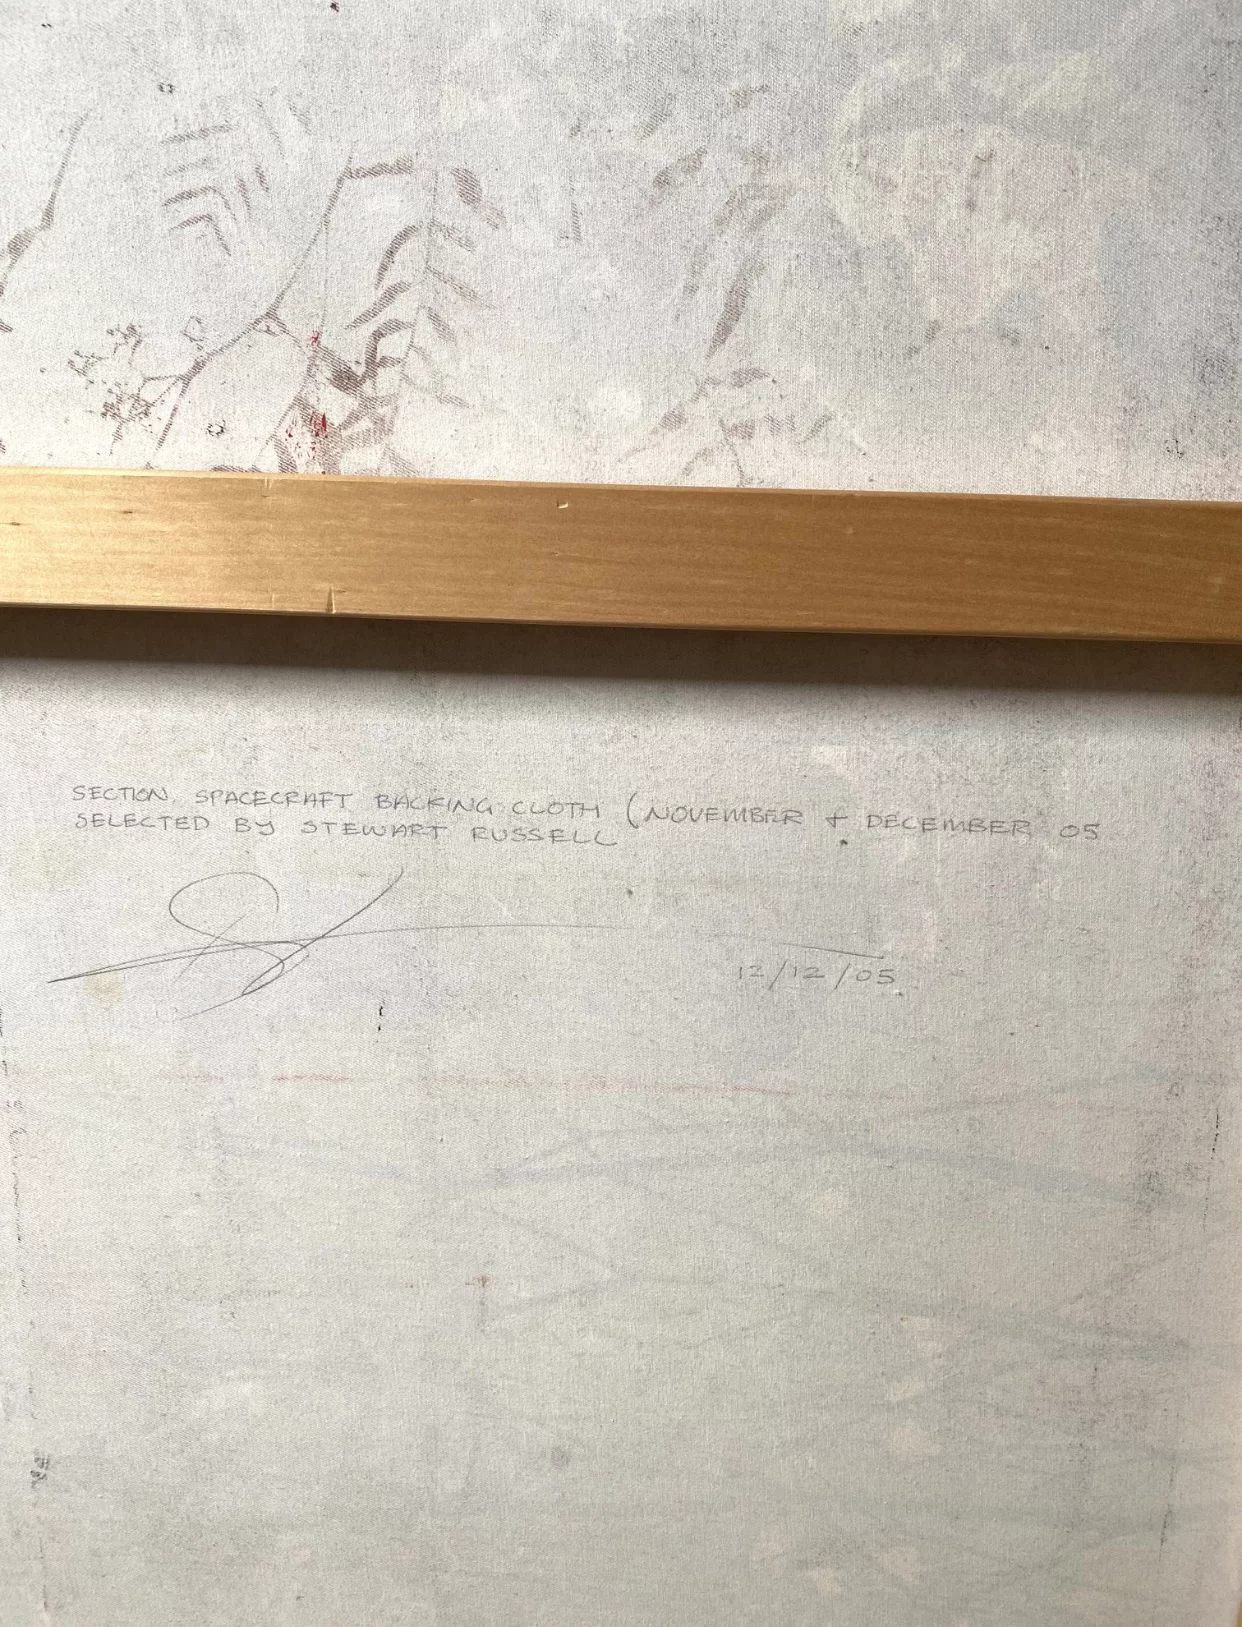 SECTION. SPACECRAFT BACKING CLOTH (NOVEMBER + DECEMBER 05
SELECTED BY STEWART RUSSELL
12/12/05.